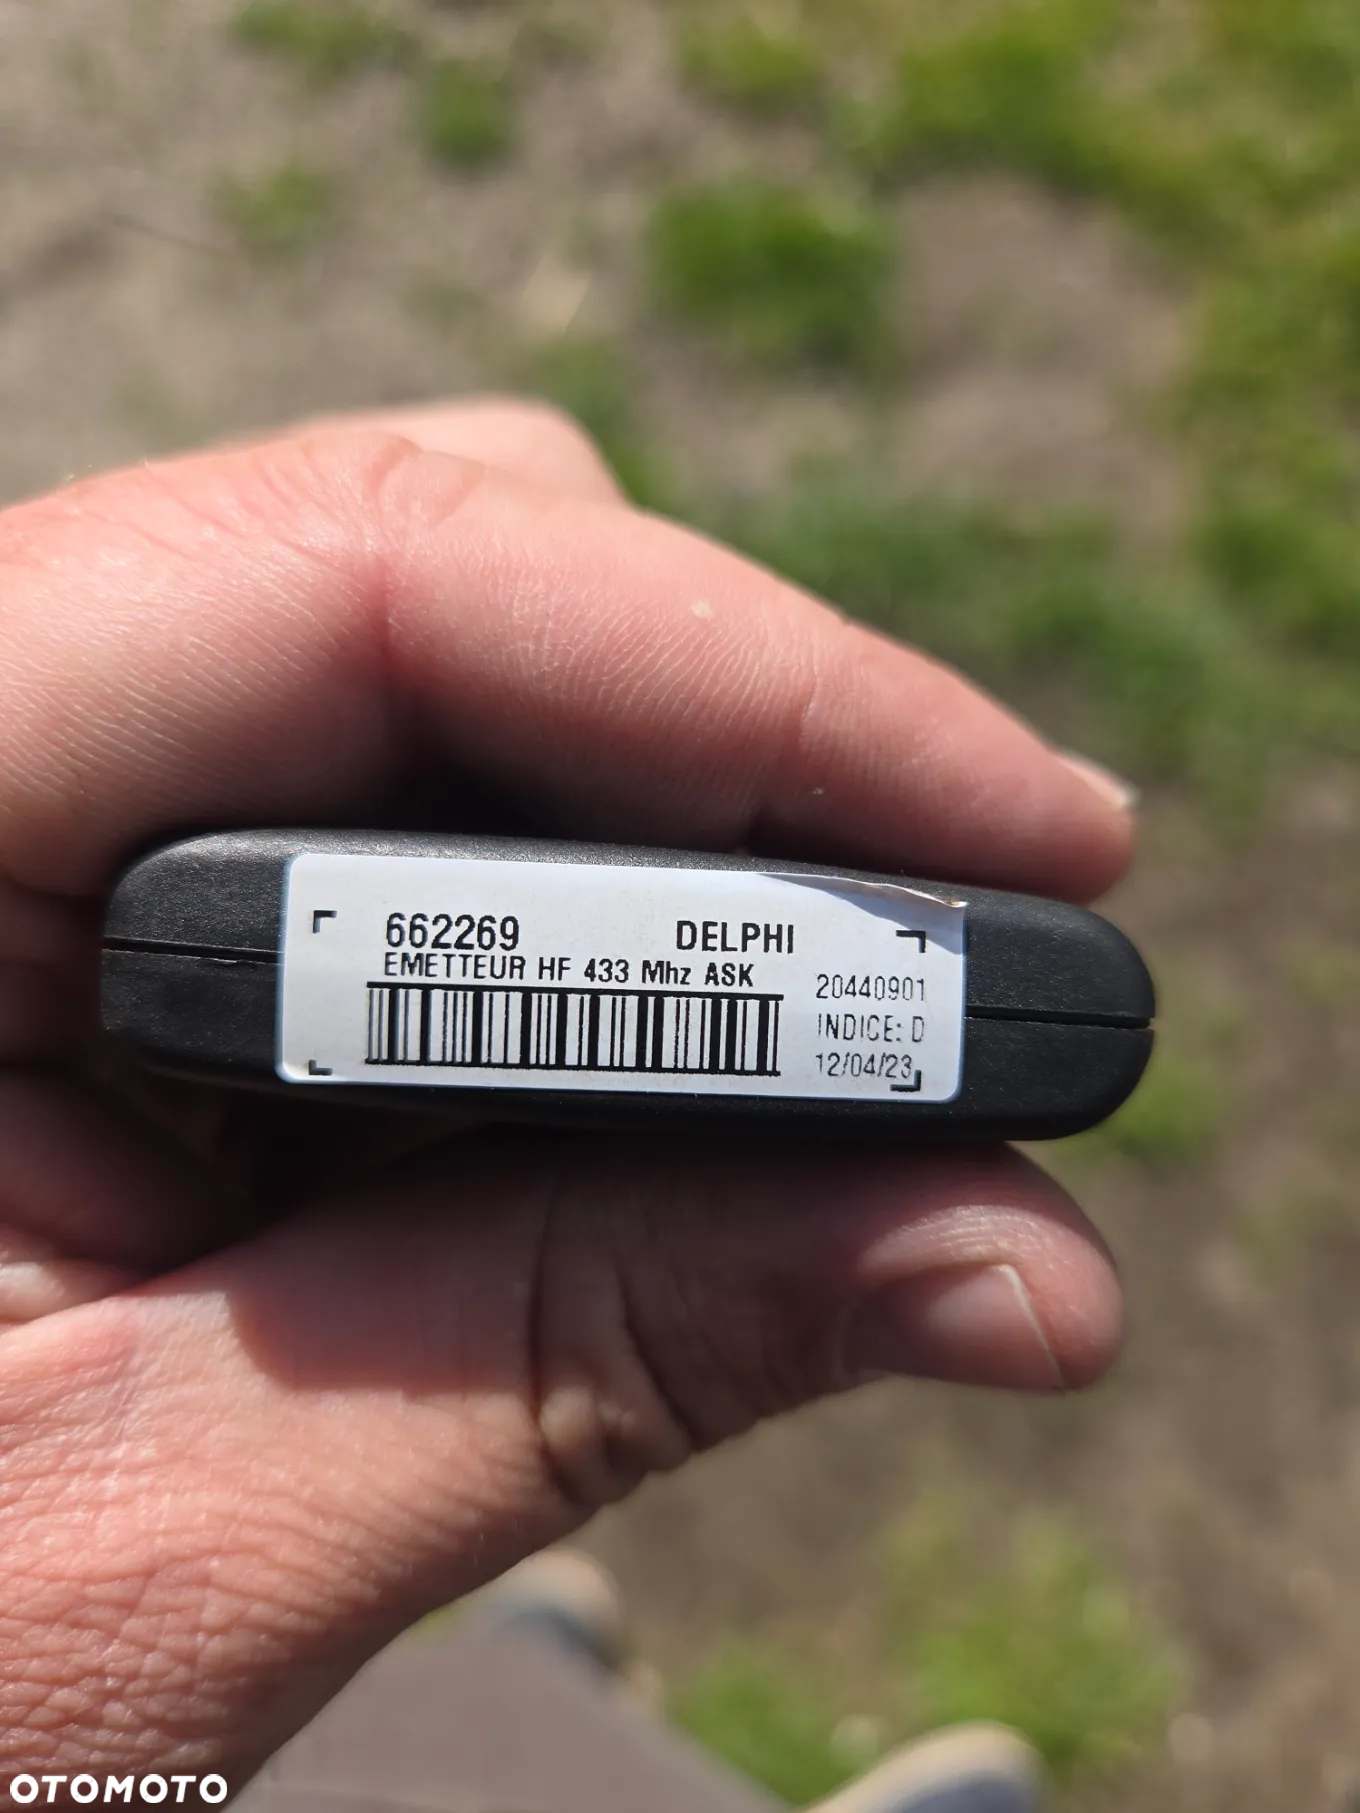 662269 DELPHI
EMETTEUR HF 433 Mhz ASK
20440901
INDICE: D
12/04/23
OTOMOTO